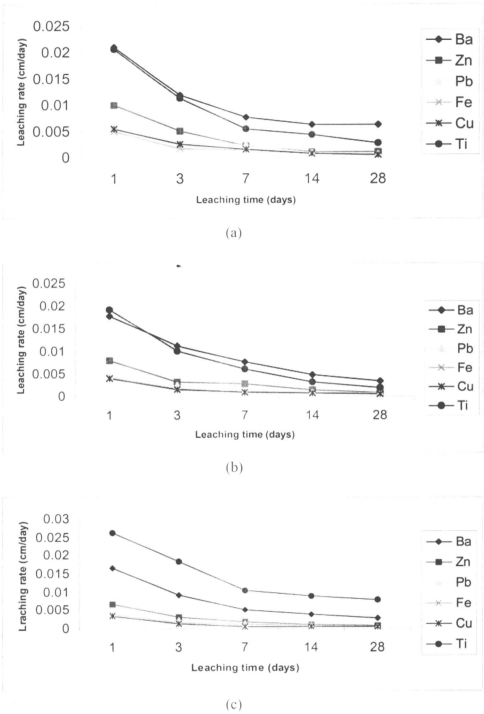 0.025
0.02
0.015
0.01
0.005
0
Leaching rate (cm/day)
1 3 7 14 28
Leaching time (days)
Ba
Zn
Pb
Fe
Cu
Ti
(a)
0.025
0.02
0.015
0.01
0.005
0
Leaching rate (cm/day)
1 3 7 14 28
Leaching time (days)
Ba
Zn
Pb
Fe
Cu
Ti
(b)
0.03
0.025
0.02
0.015
0.01
0.005
0
Lraching rate (cm/day)
1 3 7 14 28
Leaching time (days)
Ba
Zn
Pb
Fe
Cu
Ti
(c)